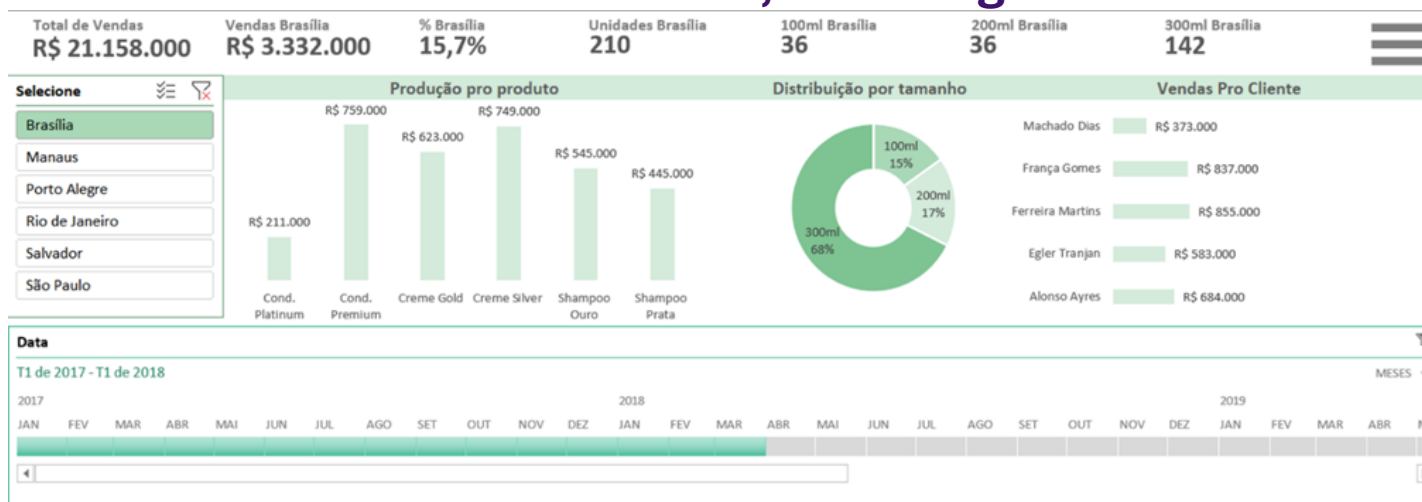 Total de Vendas
R$ 21.158.000
Vendas Brasília
R$ 3.332.000
% Brasília
15,7%
Unidades Brasília
210
100ml Brasília
36
200ml Brasília
36
300ml Brasília
142
Selecione
Brasília
Manaus
Porto Alegre
Rio de Janeiro
Salvador
São Paulo
Produção pro produto
R$ 211.000
R$ 759.000
R$ 623.000
R$ 749.000
R$ 545.000
R$ 445.000
Cond.
Platinum
Cond.
Premium
Creme Gold
Creme Silver
Shampoo
Ouro
Shampoo
Prata
Distribuição por tamanho
100ml
15%
200ml
17%
300ml
68%
Vendas Pro Cliente
Machado Dias R$ 373.000
França Gomes R$ 837.000
Ferreira Martins R$ 855.000
Egler Tranjan R$ 583.000
Alonso Ayres R$ 684.000
Data
T1 de 2017 - T1 de 2018
MESES
2017 2018 2019
JAN FEV MAR ABR MAI JUN JUL AGO SET OUT NOV DEZ JAN FEV MAR ABR MAI JUN JUL AGO SET OUT NOV DEZ JAN FEV MAR ABR